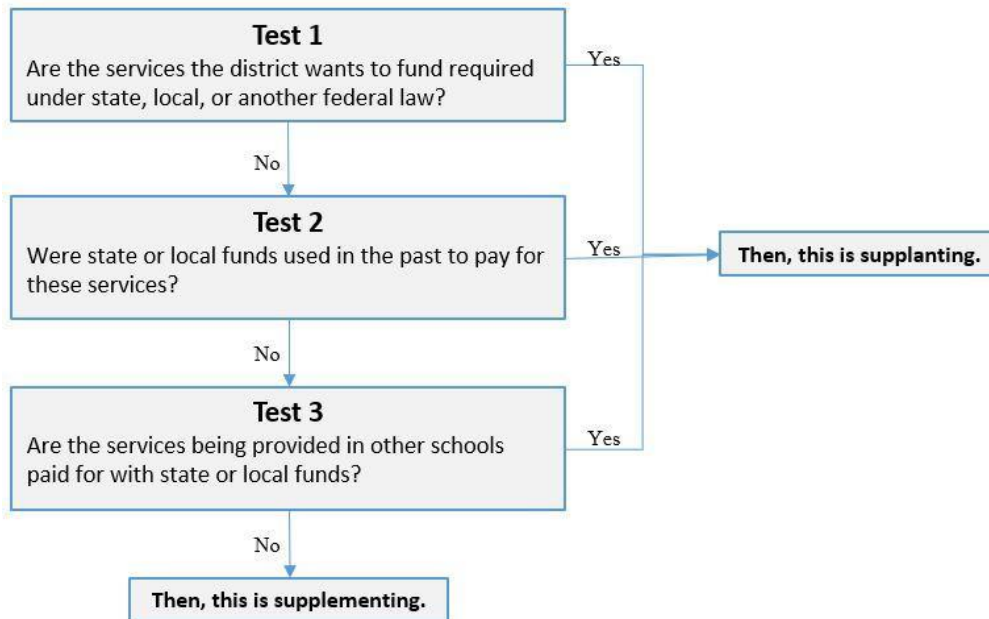 Test 1
Are the services the district wants to fund required
under state, local, or another federal law?
Yes
No
Test 2
Were state or local funds used in the past to pay for
these services?
Yes
Then, this is supplanting.
No
Test 3
Are the services being provided in other schools
paid for with state or local funds?
Yes
No
Then, this is supplementing.